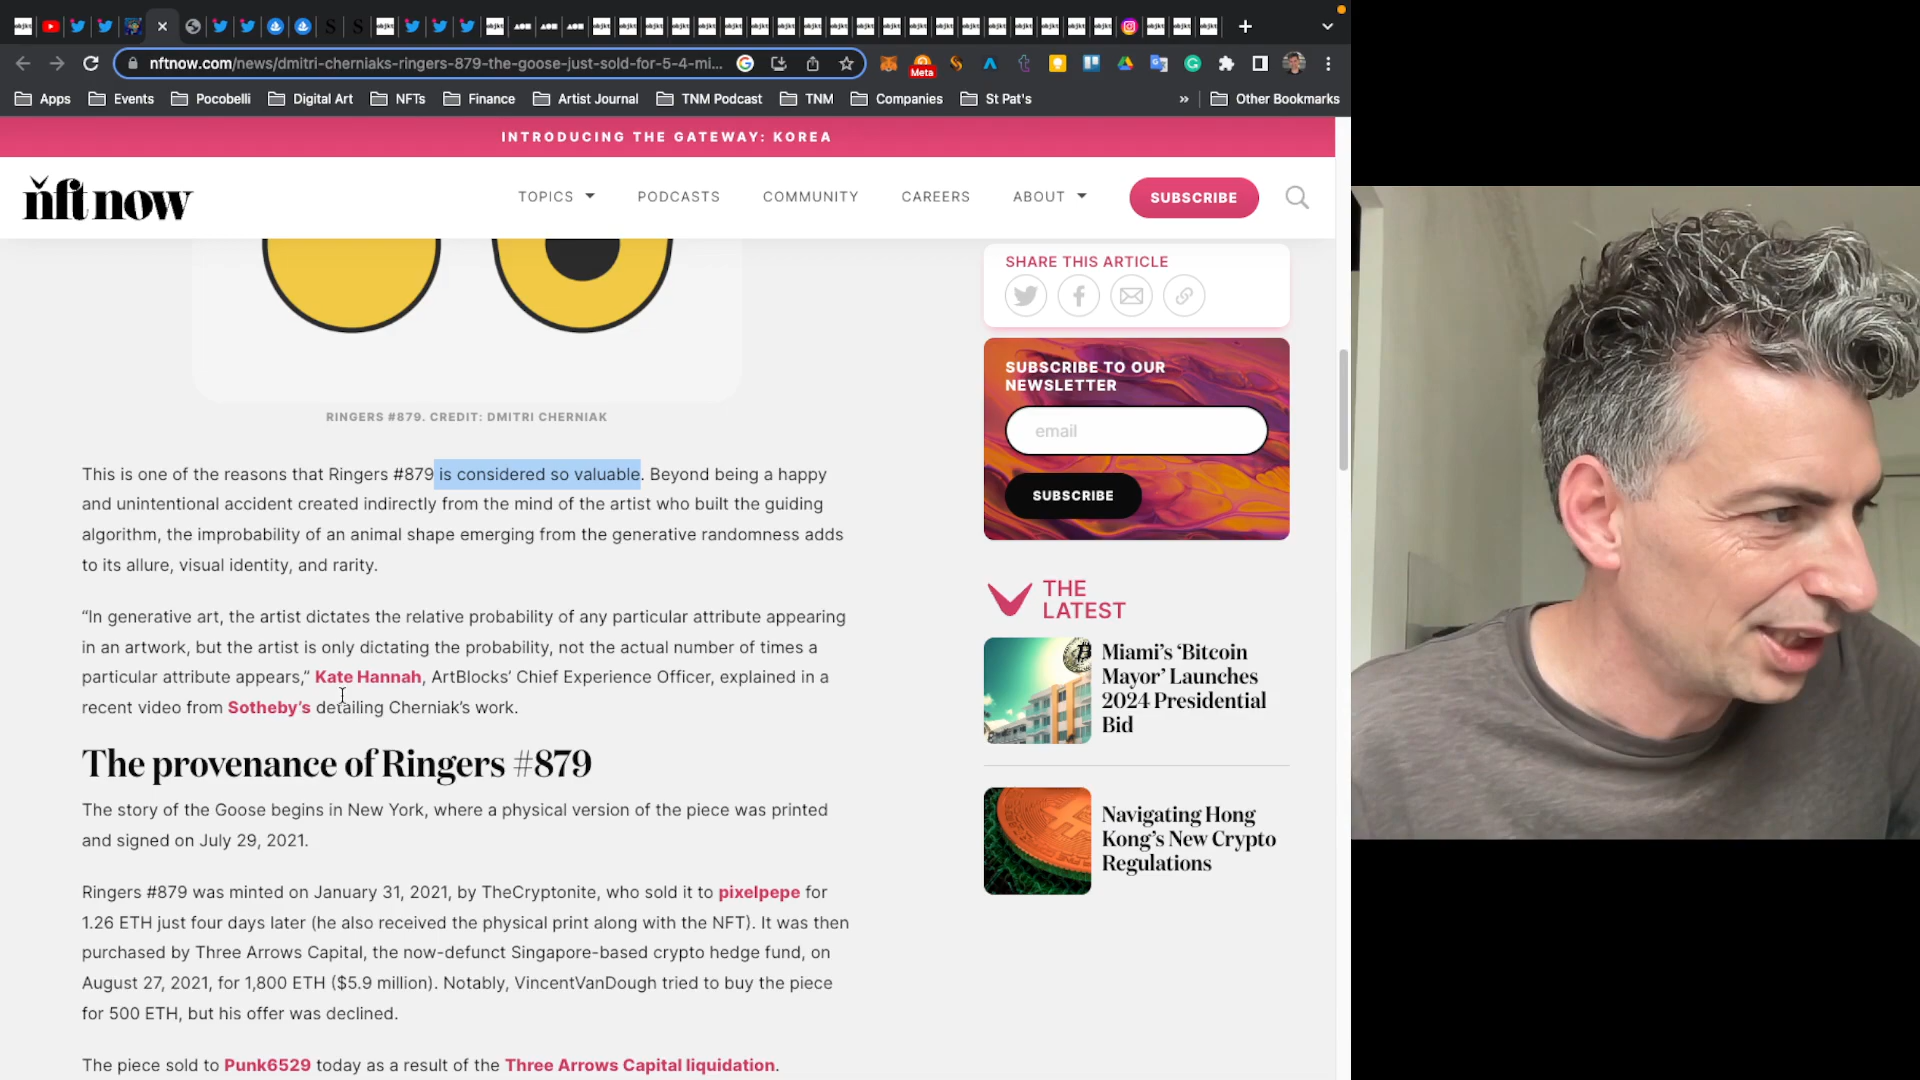 nftnow.com/news/dmitri-cherniaks-ringers-879-the-goose-just-sold-for-5-4-mi...
Meta
Apps
Events
Pocobelli
Digital Art
NFTs
Finance
Artist Journal
TNM Podcast
TNM
Companies
St Pat's
»
Other Bookmarks
INTRODUCING THE GATEWAY: KOREA
nft now
TOPICS
PODCASTS
COMMUNITY
CAREERS
ABOUT
SUBSCRIBE
RINGERS #879. CREDIT: DMITRI CHERNIAK
This is one of the reasons that Ringers #879 is considered so valuable. Beyond being a happy
and unintentional accident created indirectly from the mind of the artist who built the guiding
algorithm, the improbability of an animal shape emerging from the generative randomness adds
to its allure, visual identity, and rarity.
“In generative art, the artist dictates the relative probability of any particular attribute appearing
in an artwork, but the artist is only dictating the probability, not the actual number of times a
particular attribute appears,” Kate Hannah, ArtBlocks’ Chief Experience Officer, explained in a
recent video from Sotheby’s detailing Cherniak’s work.
The provenance of Ringers #879
The story of the Goose begins in New York, where a physical version of the piece was printed
and signed on July 29, 2021.
Ringers #879 was minted on January 31, 2021, by TheCryptonite, who sold it to pixelpepe for
1.26 ETH just four days later (he also received the physical print along with the NFT). It was then
purchased by Three Arrows Capital, the now-defunct Singapore-based crypto hedge fund, on
August 27, 2021, for 1,800 ETH ($5.9 million). Notably, VincentVanDough tried to buy the piece
for 500 ETH, but his offer was declined.
The piece sold to Punk6529 today as a result of the Three Arrows Capital liquidation.
SHARE THIS ARTICLE
SUBSCRIBE TO OUR
NEWSLETTER
email
SUBSCRIBE
THE
LATEST
Miami’s ‘Bitcoin
Mayor’ Launches
2024 Presidential
Bid
Navigating Hong
Kong’s New Crypto
Regulations